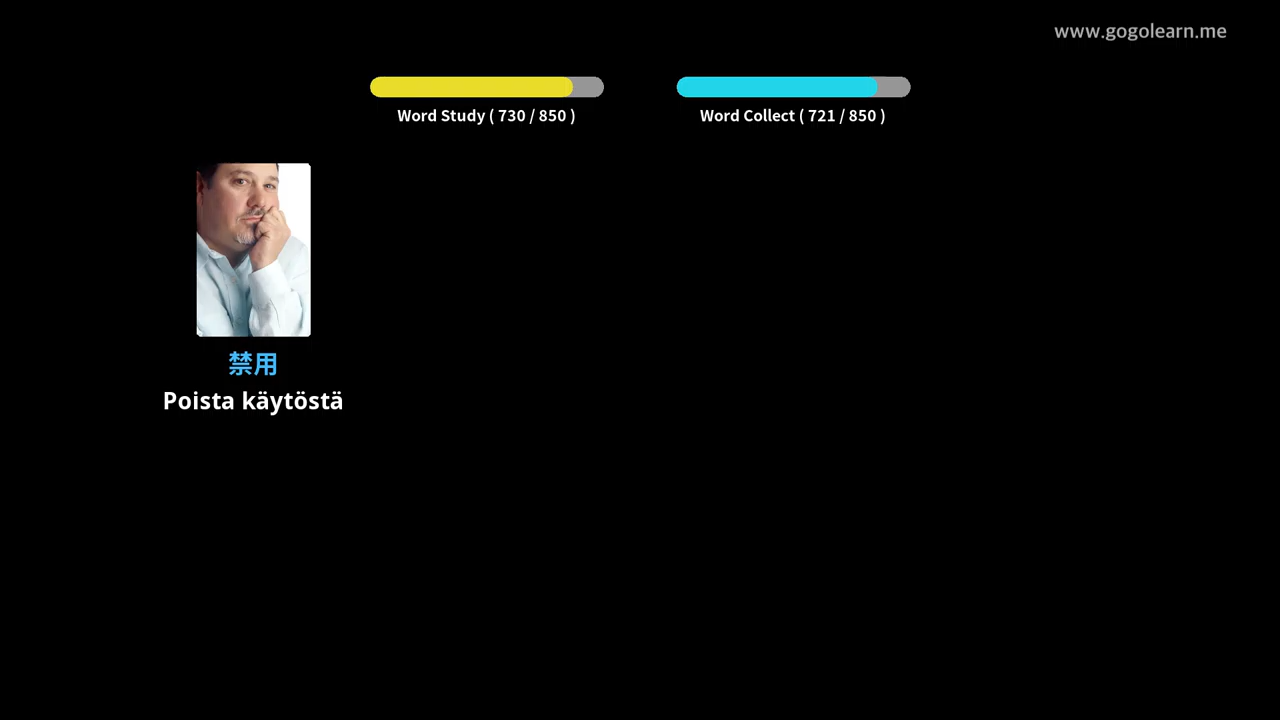 www.gogolearn.me
Word Study ( 730 / 850 )
Word Collect ( 721 / 850 )
禁用
Poista käytöstä